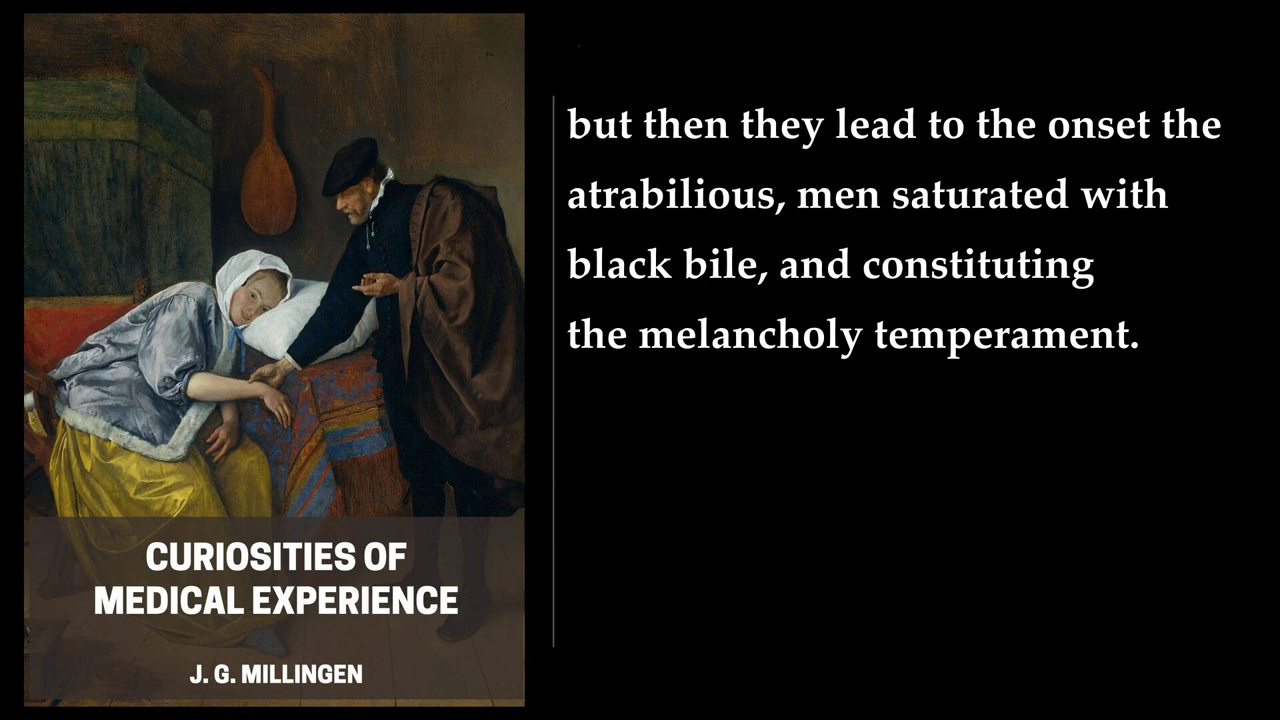 but then they lead to the onset the
atrabilious, men saturated with
black bile, and constituting
the melancholy temperament.
CURIOSITIES OF
MEDICAL EXPERIENCE
J. G. MILLINGEN